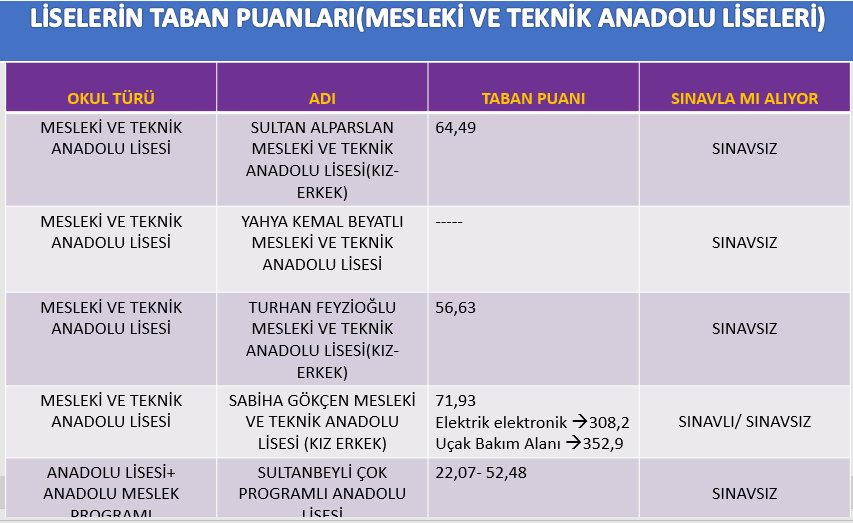 LİSELERİN TABAN PUANLARI(MESLEKİ VE TEKNİK ANADOLU LİSELERİ)
OKUL TÜRÜ
ADI
TABAN PUANI
SINAVLA MI ALIYOR
MESLEKİ VE TEKNİK
ANADOLU LİSESİ
SULTAN ALPARSLAN
MESLEKİ VE TEKNİK
ANADOLU LİSESİ(KIZ-
ERKEK)
64,49
SINAVSIZ
MESLEKİ VE TEKNİK
ANADOLU LİSESİ
YAHYA KEMAL BEYATLI
MESLEKİ VE TEKNİK
ANADOLU LİSESİ
-----
SINAVSIZ
MESLEKİ VE TEKNİK
ANADOLU LİSESİ
TURHAN FEYZİOĞLU
MESLEKİ VE TEKNİK
ANADOLU LİSESİ(KIZ-
ERKEK)
56,63
SINAVSIZ
MESLEKİ VE TEKNİK
ANADOLU LİSESİ
SABİHA GÖKÇEN MESLEKİ
VE TEKNİK ANADOLU
LİSESİ (KIZ ERKEK)
71,93
Elektrik elektronik →308,2
Uçak Bakım Alanı →352,9
SINAVLI/ SINAVSIZ
ANADOLU LİSESİ+
ANADOLU MESLEK
PROGRAMI
SULTANBEYLİ ÇOK
PROGRAMLI ANADOLU
LİSESİ
22,07- 52,48
SINAVSIZ